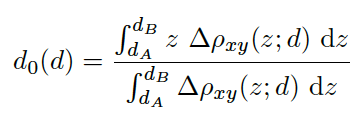 d_0(d) = \frac{\int_{d_A}^{d_B} z \, \Delta\rho_{xy}(z;d) \, \mathrm{d}z}{\int_{d_A}^{d_B} \Delta\rho_{xy}(z;d) \, \mathrm{d}z}